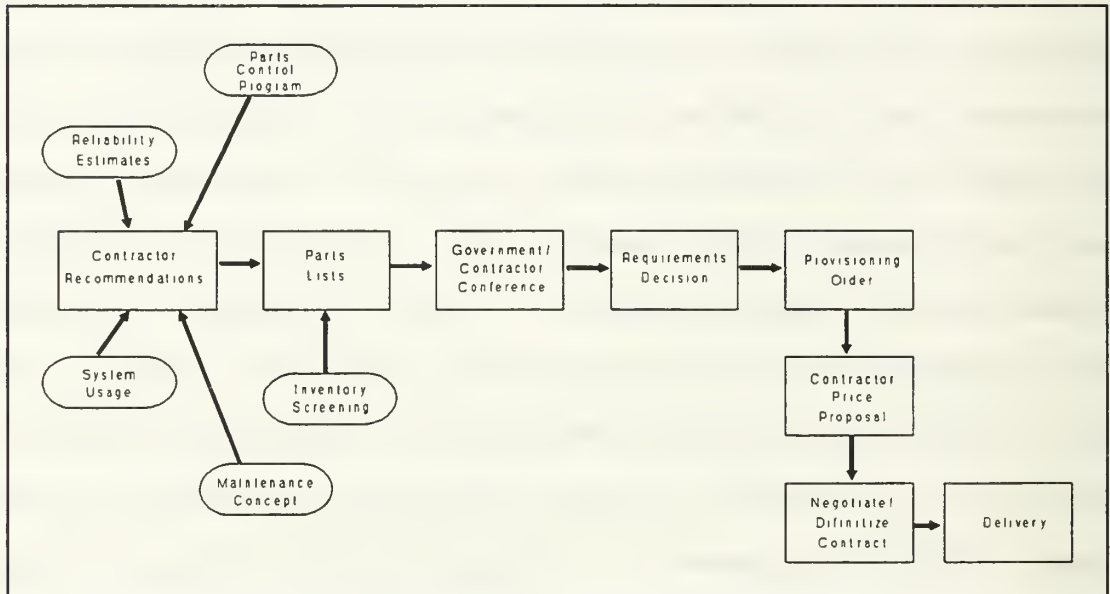 Parts
Control
Program
Reliability
Estimates
Contractor
Recommendations
Parts
Lists
Government/
Contractor
Conference
Requirements
Decision
Provisioning
Order
System
Usage
Inventory
Screening
Contractor
Price
Proposal
Maintenance
Concept
Negotiate/
Difinitize
Contract
Delivery